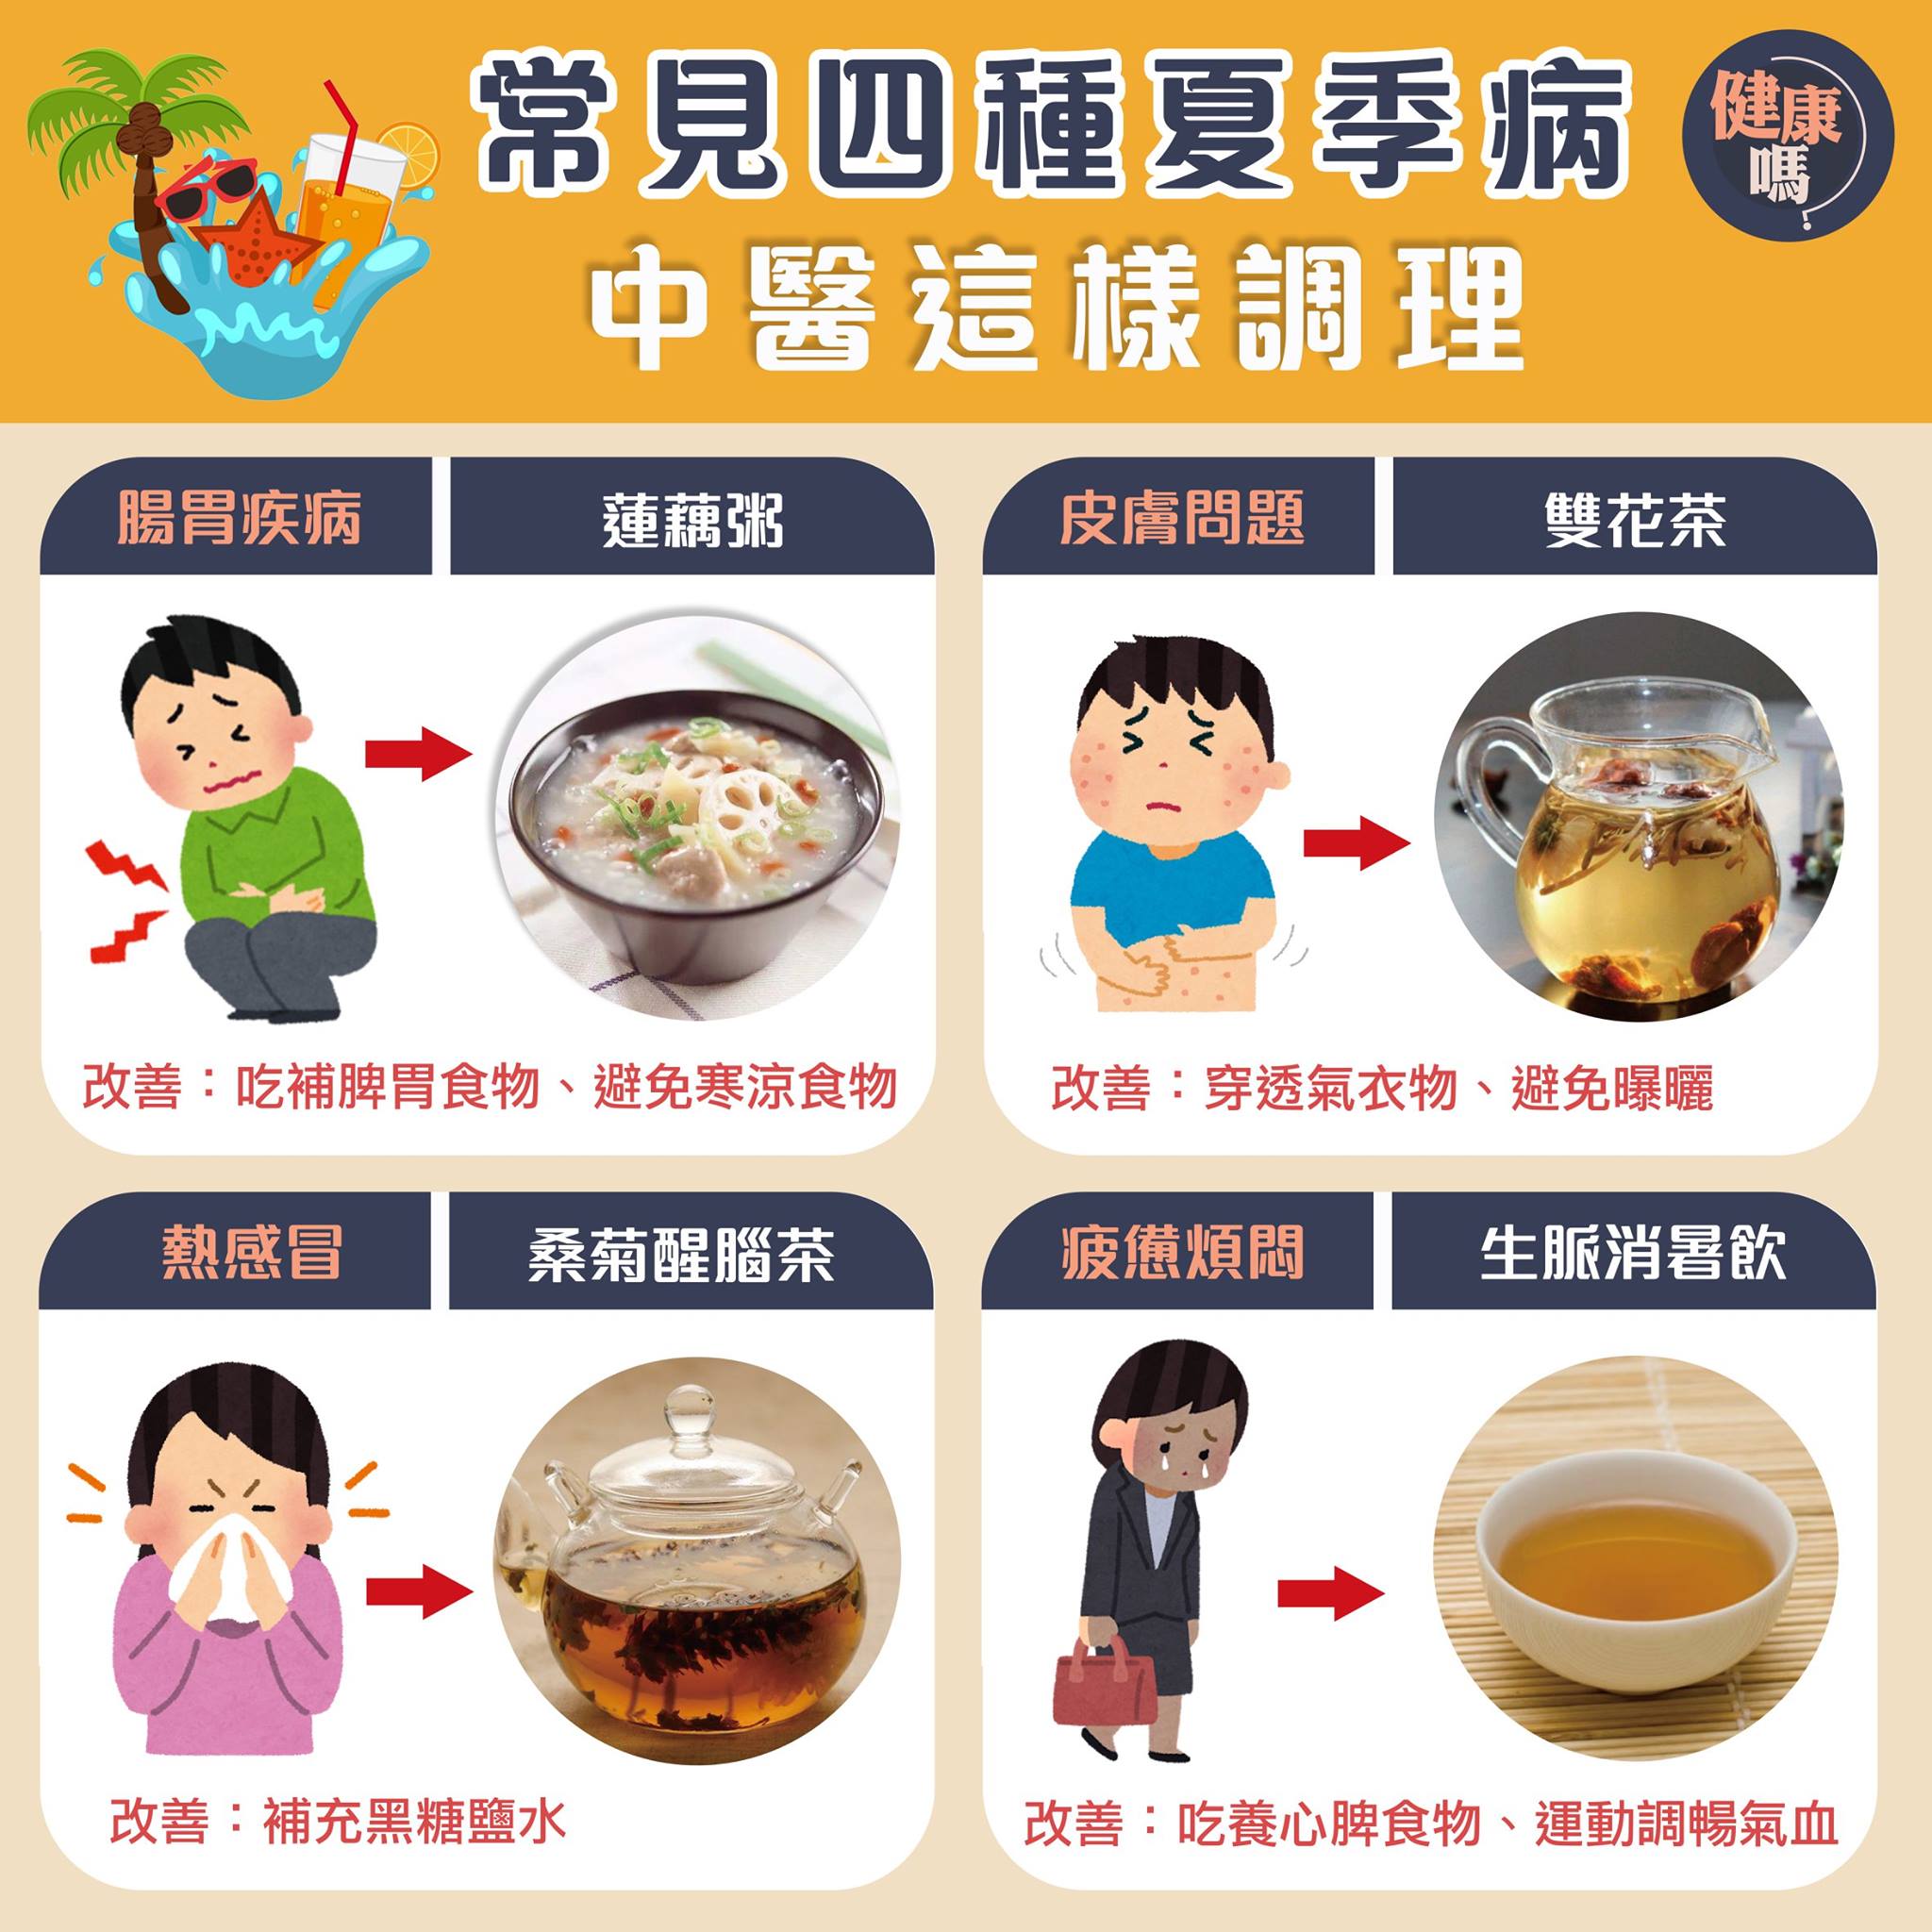 常見四種夏季病
健康
嗎?
中醫這樣調理
腸胃疾病
蓮藕粥
改善：吃補脾胃食物、避免寒涼食物
皮膚問題
雙花茶
改善：穿透氣衣物、避免曝曬
熱感冒
桑菊醒腦茶
改善：補充黑糖鹽水
疲憊煩悶
生脈消暑飲
改善：吃養心脾食物、運動調暢氣血